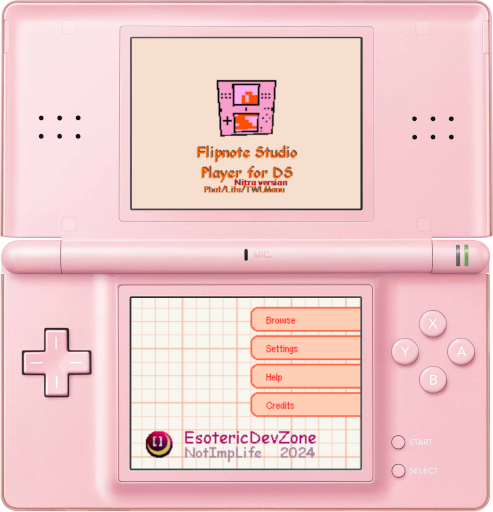 Flipnote Studio
Player for DS
Nitro version
Phat/Lite/TWLMenu
MIC.
Browse
Settings
Help
Credits
EsotericDevZone
NotImpLife 2024
X
Y
A
B
START
SELECT